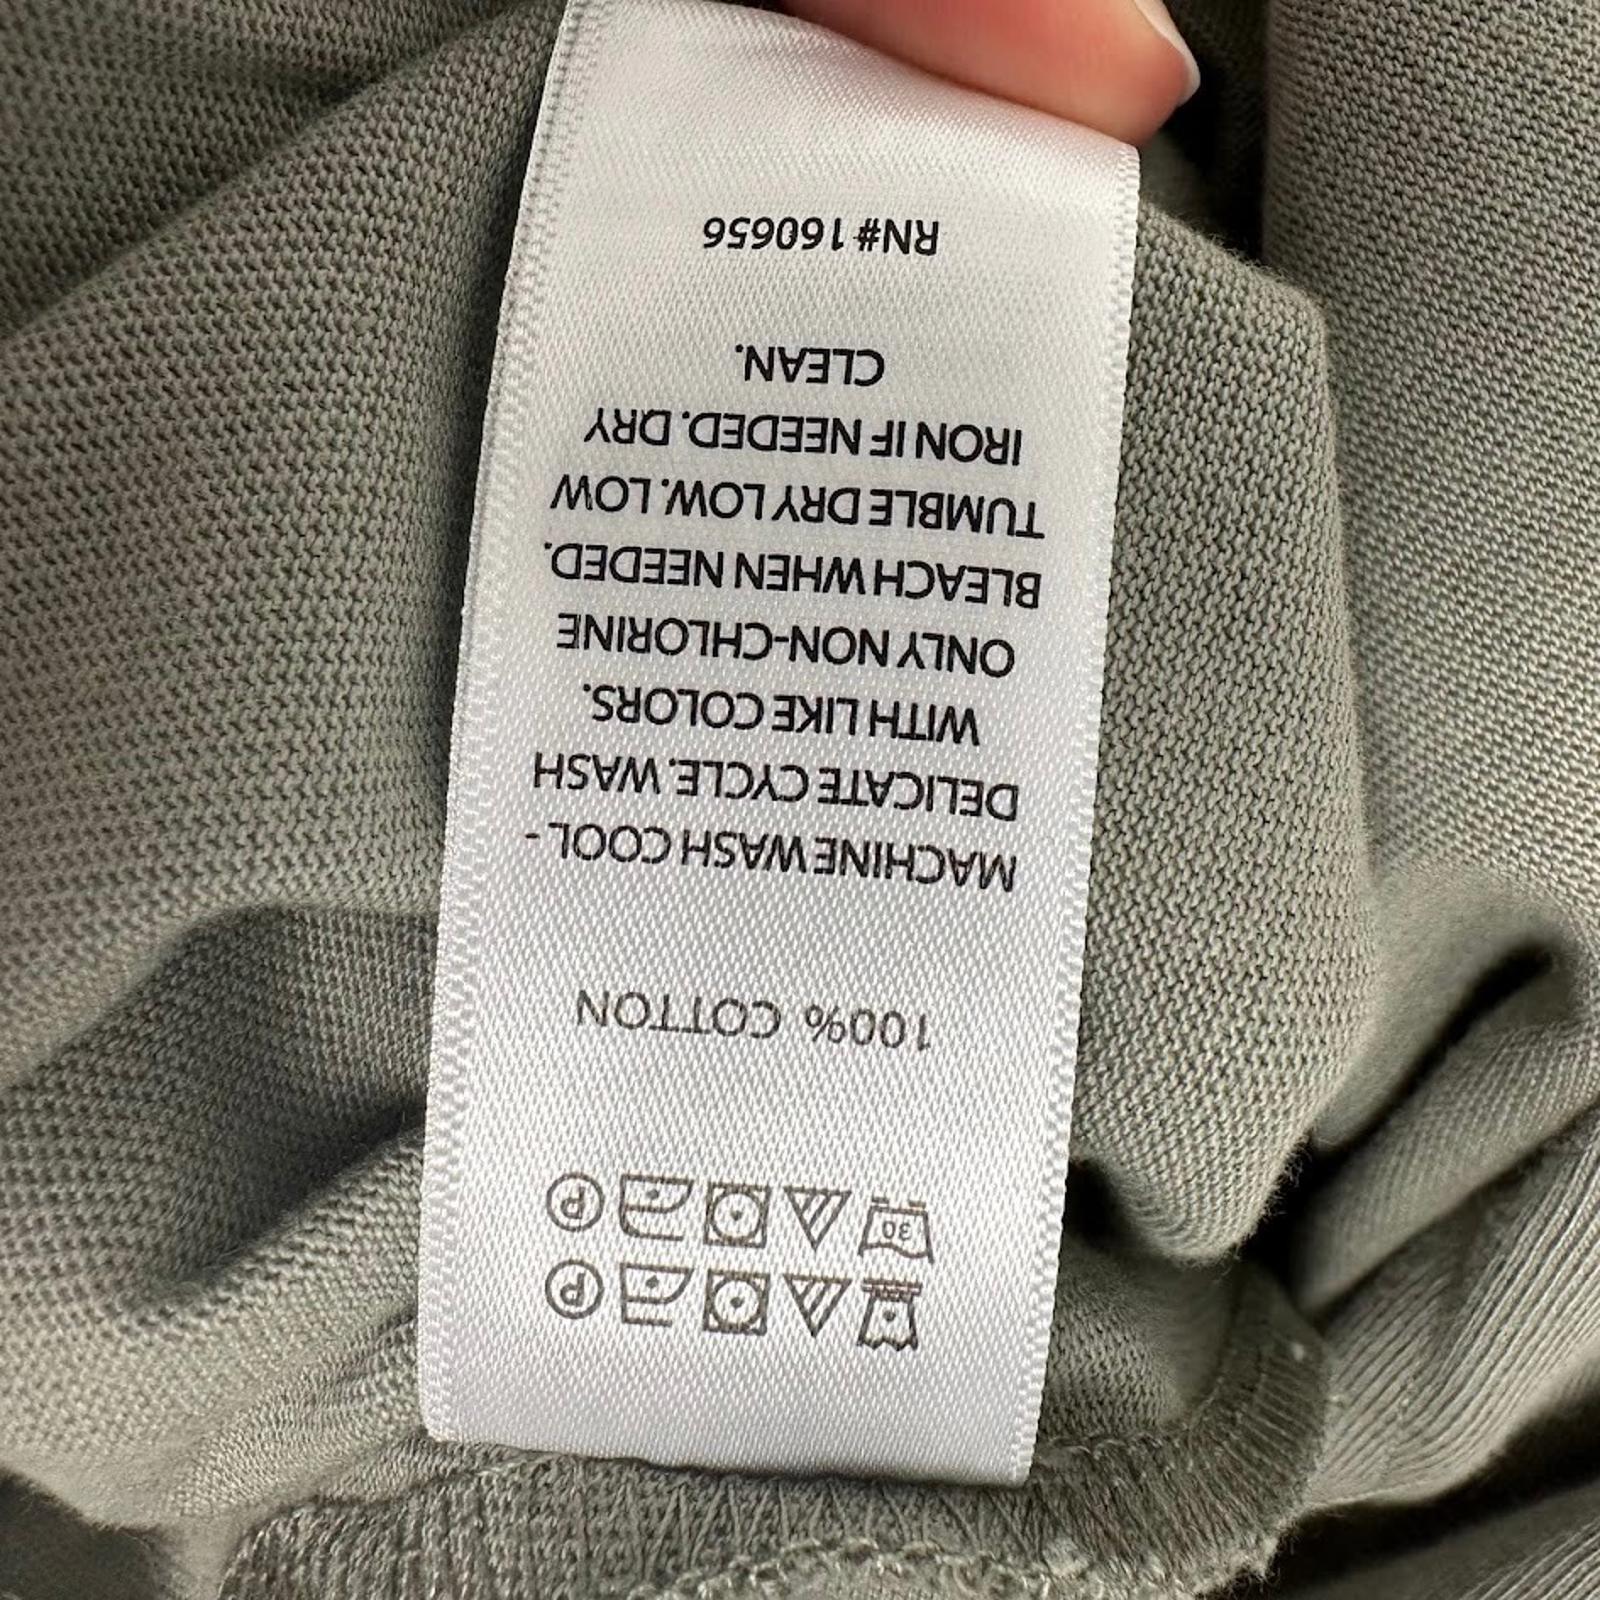 P
30 P
100% COTTON
MACHINE WASH COOL -
DELICATE CYCLE. WASH
WITH LIKE COLORS.
ONLY NON-CHLORINE
BLEACH WHEN NEEDED.
TUMBLE DRY LOW. LOW
IRON IF NEEDED. DRY
CLEAN.
RN#160656